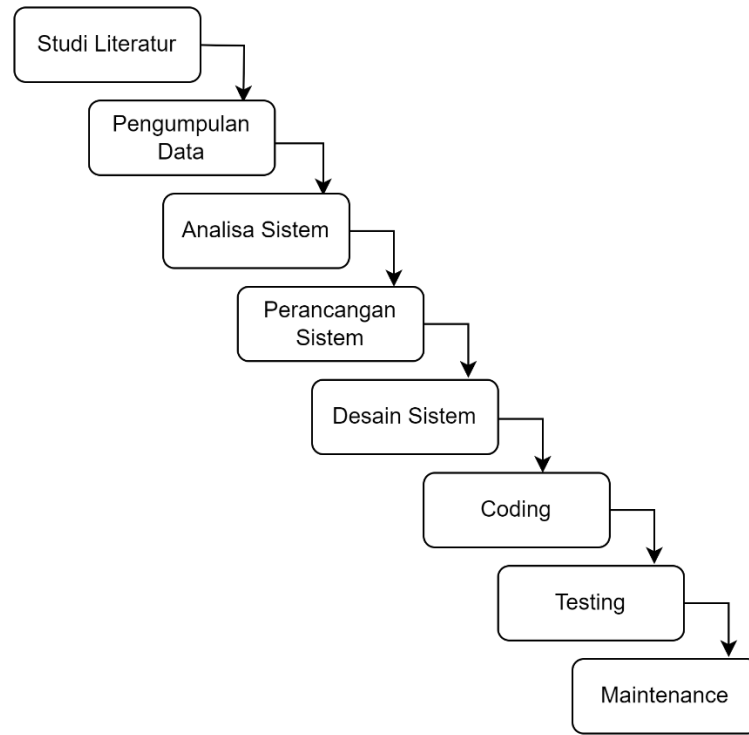 Studi Literatur
Pengumpulan
Data
Analisa Sistem
Perancangan
Sistem
Desain Sistem
Coding
Testing
Maintenance